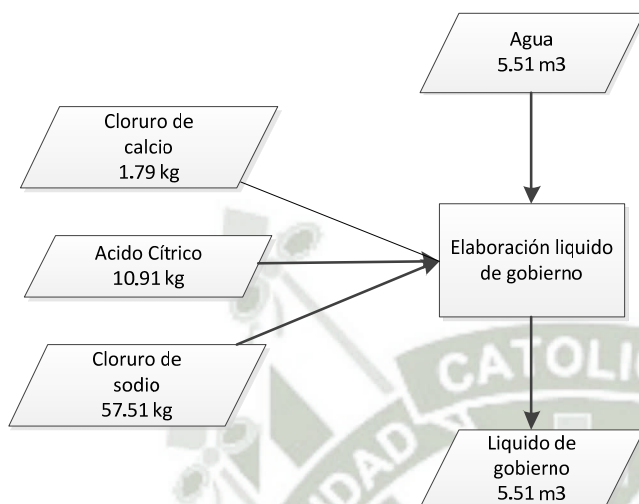 Agua
5.51 m3
Cloruro de
calcio
1.79 kg
Acido Cítrico
10.91 kg
Elaboración liquido
de gobierno
Cloruro de
sodio
57.51 kg
CATOLIC
Liquido de
gobierno
5.51 m3